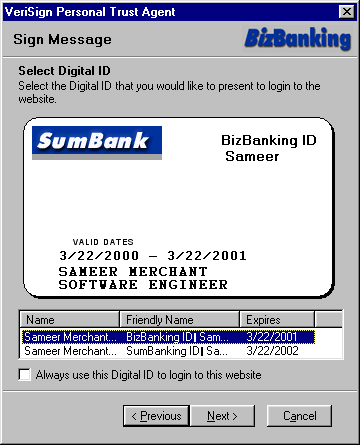 VeriSign Personal Trust Agent
Sign Message
BizBanking
Select Digital ID
Select the Digital ID that you would like to present to login to the
website.
SumBank
BizBanking ID
Sameer
VALID DATES
3/22/2000 — 3/22/2001
SAMEER MERCHANT
SOFTWARE ENGINEER
Name Friendly Name Expires
Sameer Merchant... BizBanking ID| Sam... 3/22/2001
Sameer Merchant... SumBanking ID| Sa... 3/22/2002
Always use this Digital ID to login to this website
< Previous Next > Cancel